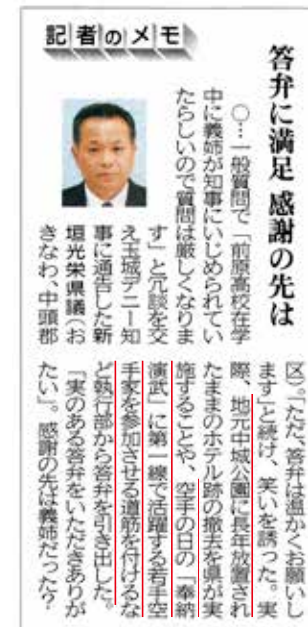 記者のメモ
答弁に満足 感謝の先は
○…一般質問で「前原高校在学
中に義姉が知事にいじめられてい
たらしいので質問は厳しくなりま
す」と冗談を交
え玉城デニー知
事に通告した新
垣光栄県議（お
きなわ、中頭郡
区）。「ただ、答弁は温かくお願いし
ます」と続け、笑いを誘った。実
際、地元中城公園に長年放置され
たままのホテル跡の撤去を県が実
施することや、空手の日の「奉納
演武」に第一線で活躍する若手空
手家を参加させる道筋を付けるな
ど執行部から答弁を引き出した。
「実のある答弁をいただきありが
たい」。感謝の先は義姉だった？